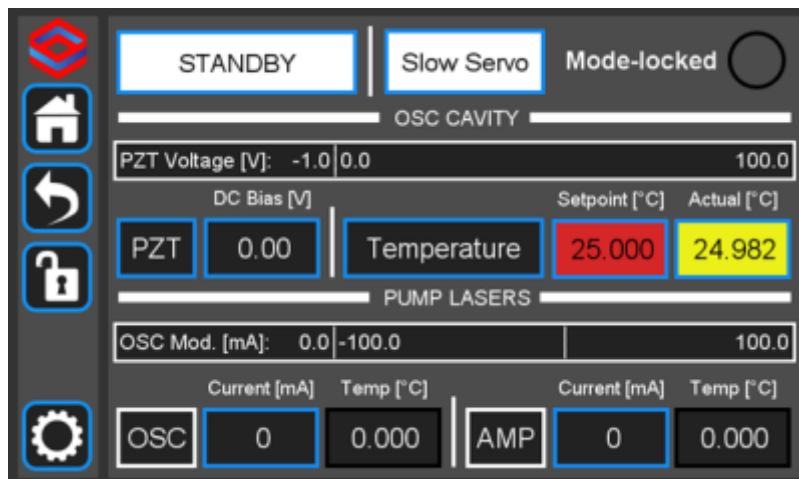 STANDBY Slow Servo Mode-locked
OSC CAVITY
PZT Voltage [V]: -1.0 0.0 100.0
DC Bias [V] Setpoint [°C] Actual [°C]
PZT 0.00 Temperature 25.000 24.982
PUMP LASERS
OSC Mod. [mA]: 0.0 -100.0 100.0
Current [mA] Temp [°C] Current [mA] Temp [°C]
OSC 0 0.000 AMP 0 0.000